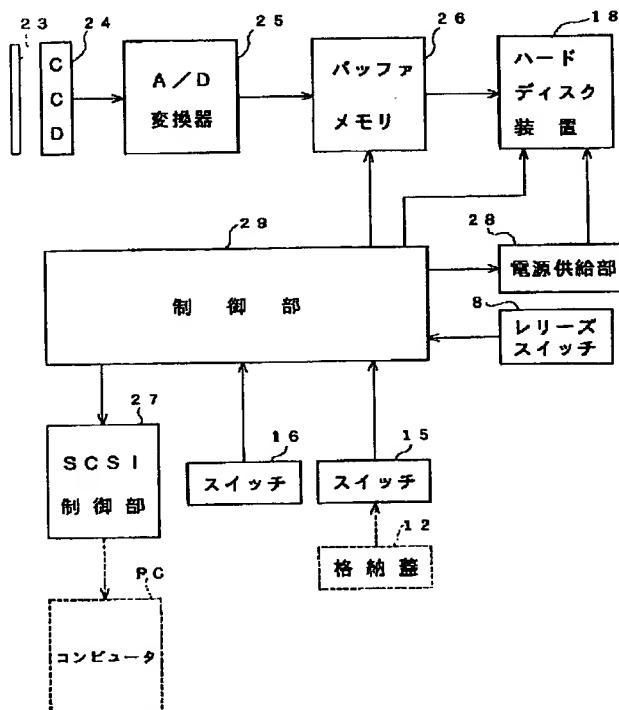 23
24
25
26
18
CCD
A/D
変換器
バッファ
メモリ
ハード
ディスク
装置
29
28
制御部
電源供給部
8
レリーズ
スイッチ
27
16
15
SCSI
制御部
スイッチ
スイッチ
12
格納蓋
PC
コンピュータ